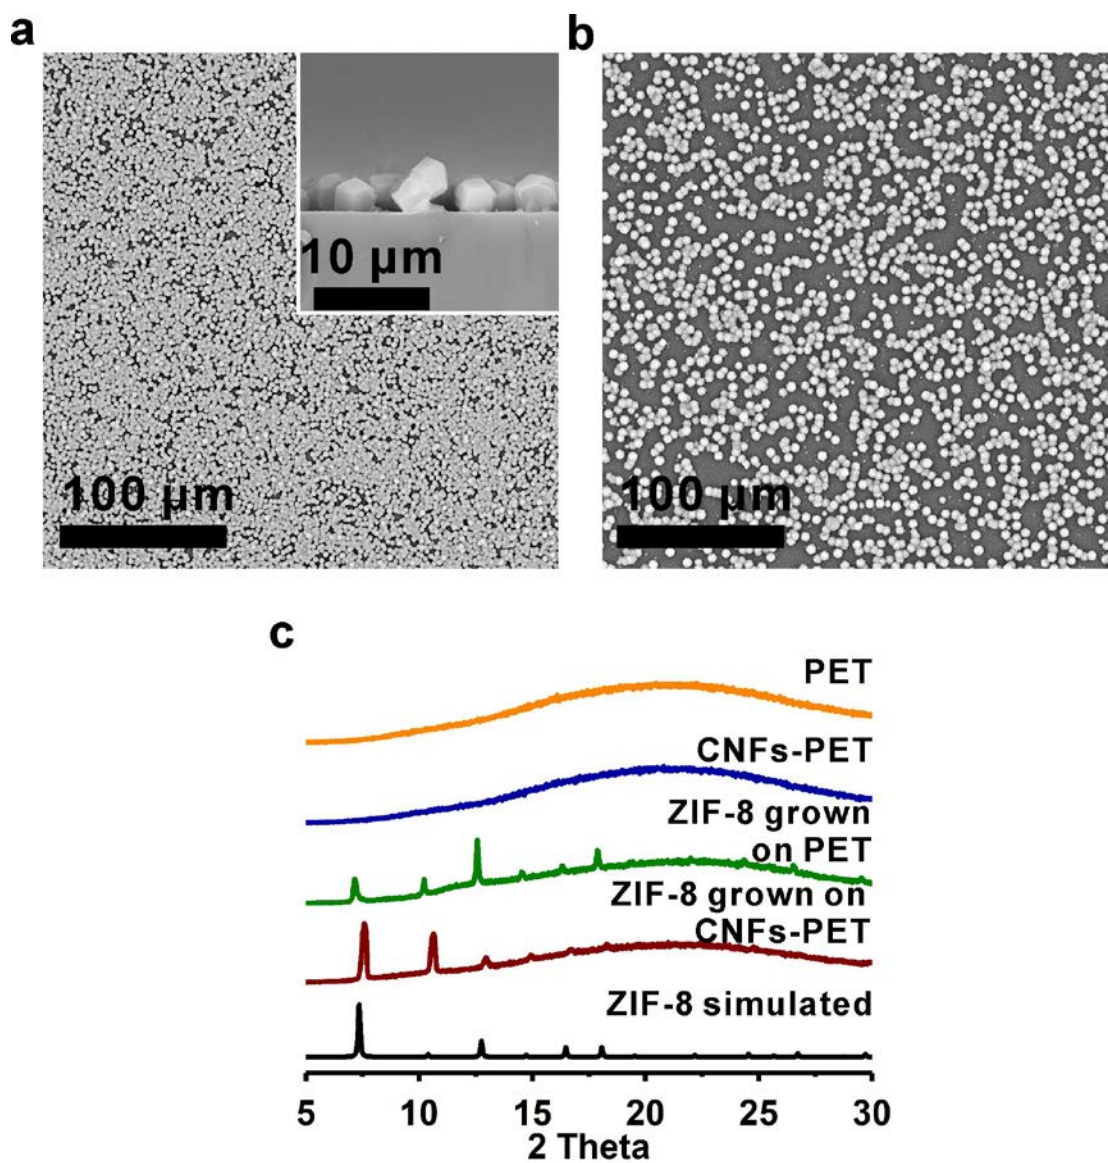 a
b
10 μm
100 μm
100 μm
c
PET
CNFs-PET
ZIF-8 grown
on PET
ZIF-8 grown on
CNFs-PET
ZIF-8 simulated
5 10 15 20 25 30
2 Theta